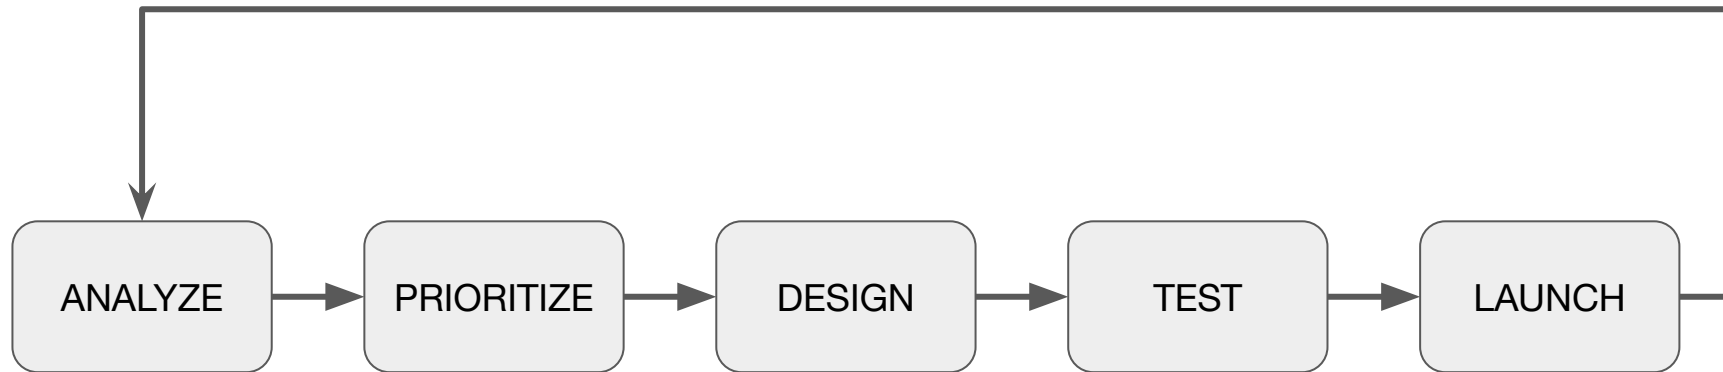 ANALYZE
PRIORITIZE
DESIGN
TEST
LAUNCH